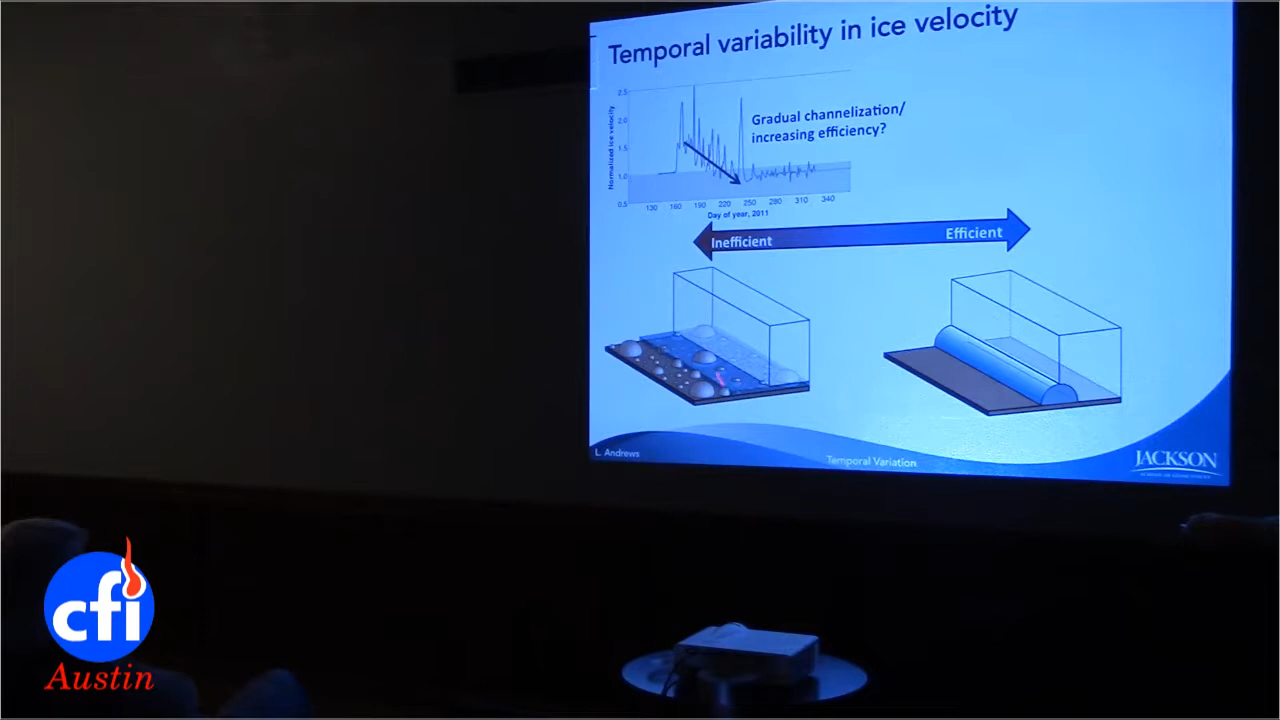 Temporal variability in ice velocity
2.5
2.0
1.5
1.0
0.5
Normalized ice velocity
Gradual channelization/
increasing efficiency?
130 160 190 220 250 280 310 340
Day of year, 2011
Inefficient
Efficient
L. Andrews
Temporal Variation
JACKSON
cfi
Austin